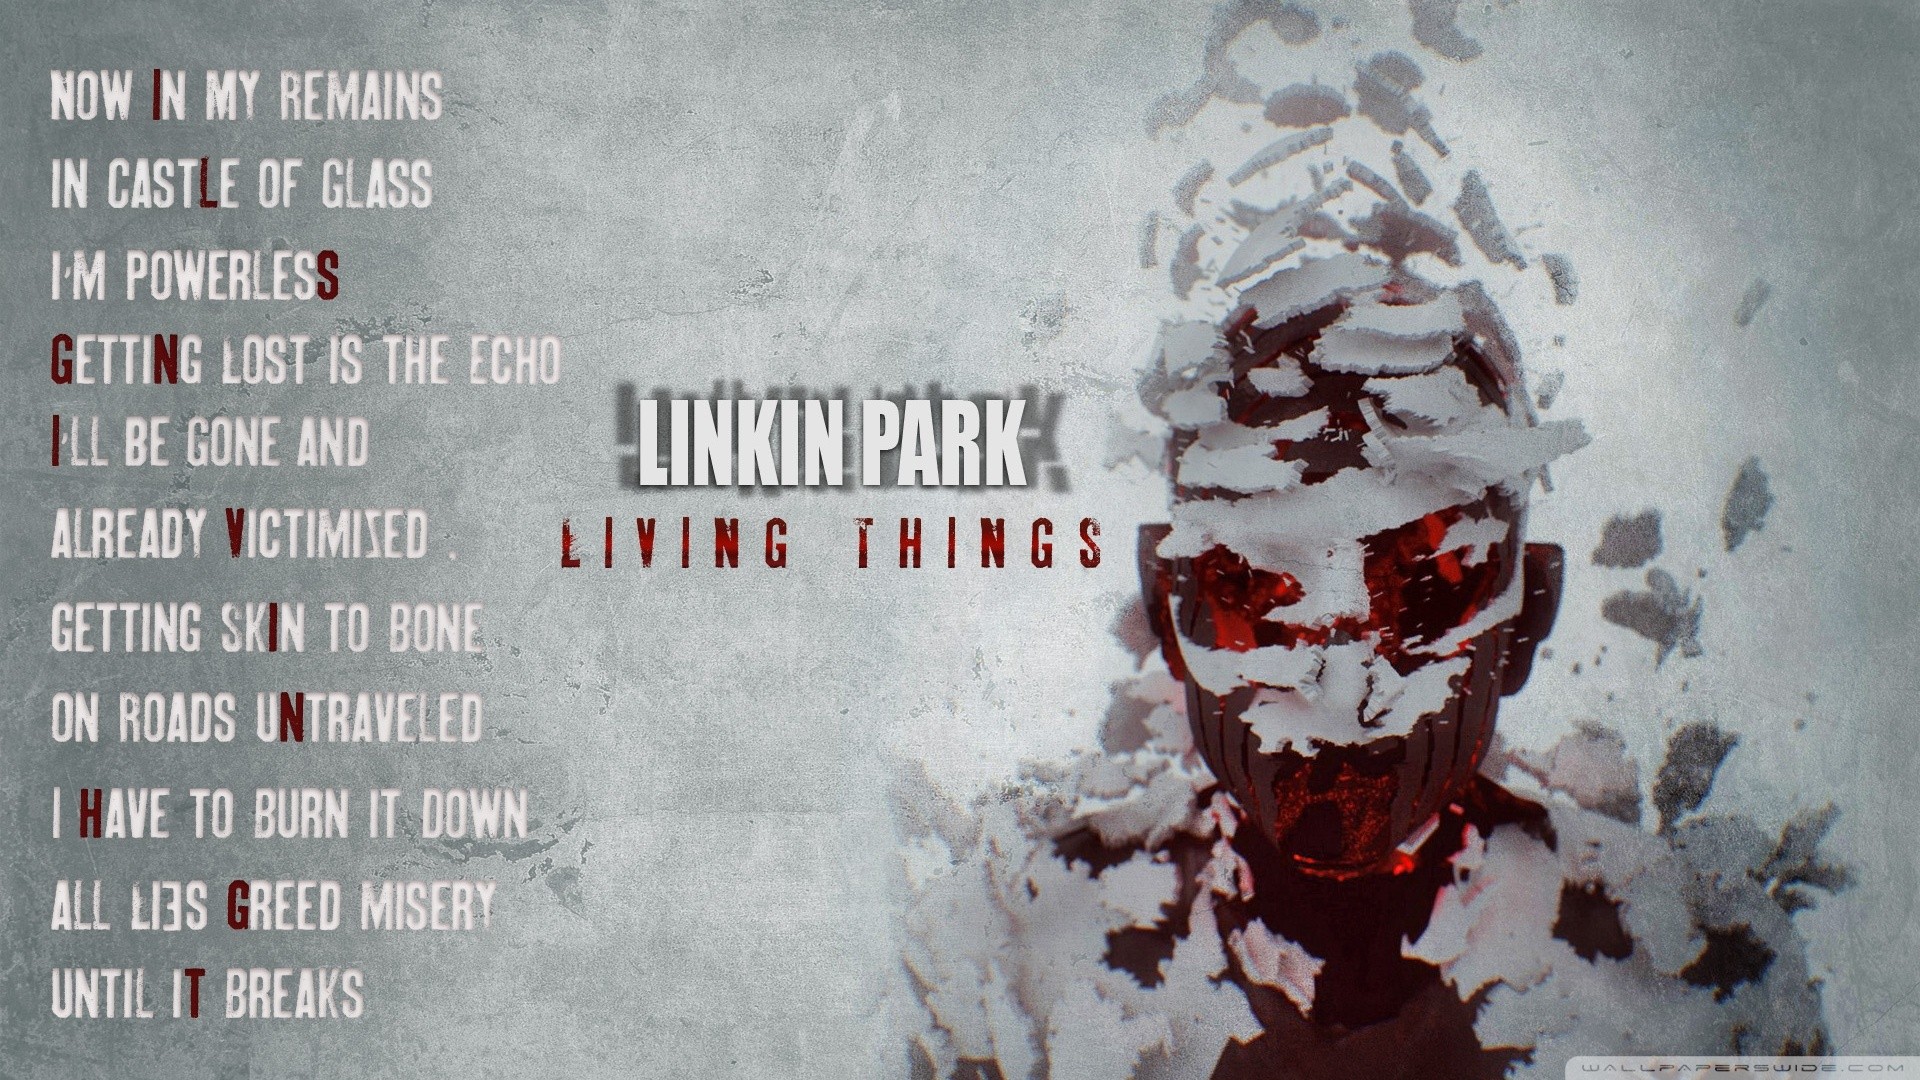 NOW IN MY REMAINS
IN CASTLE OF GLASS
I'M POWERLESS
GETTING LOST IS THE ECHO
I'LL BE GONE AND
ALREADY VICTIMIZED .
GETTING SKIN TO BONE
ON ROADS UNTRAVELED
I HAVE TO BURN IT DOWN
ALL LIES GREED MISERY
UNTIL IT BREAKS
LINKIN PARK
LIVING THINGS
WALLPAPERSWIDE.COM